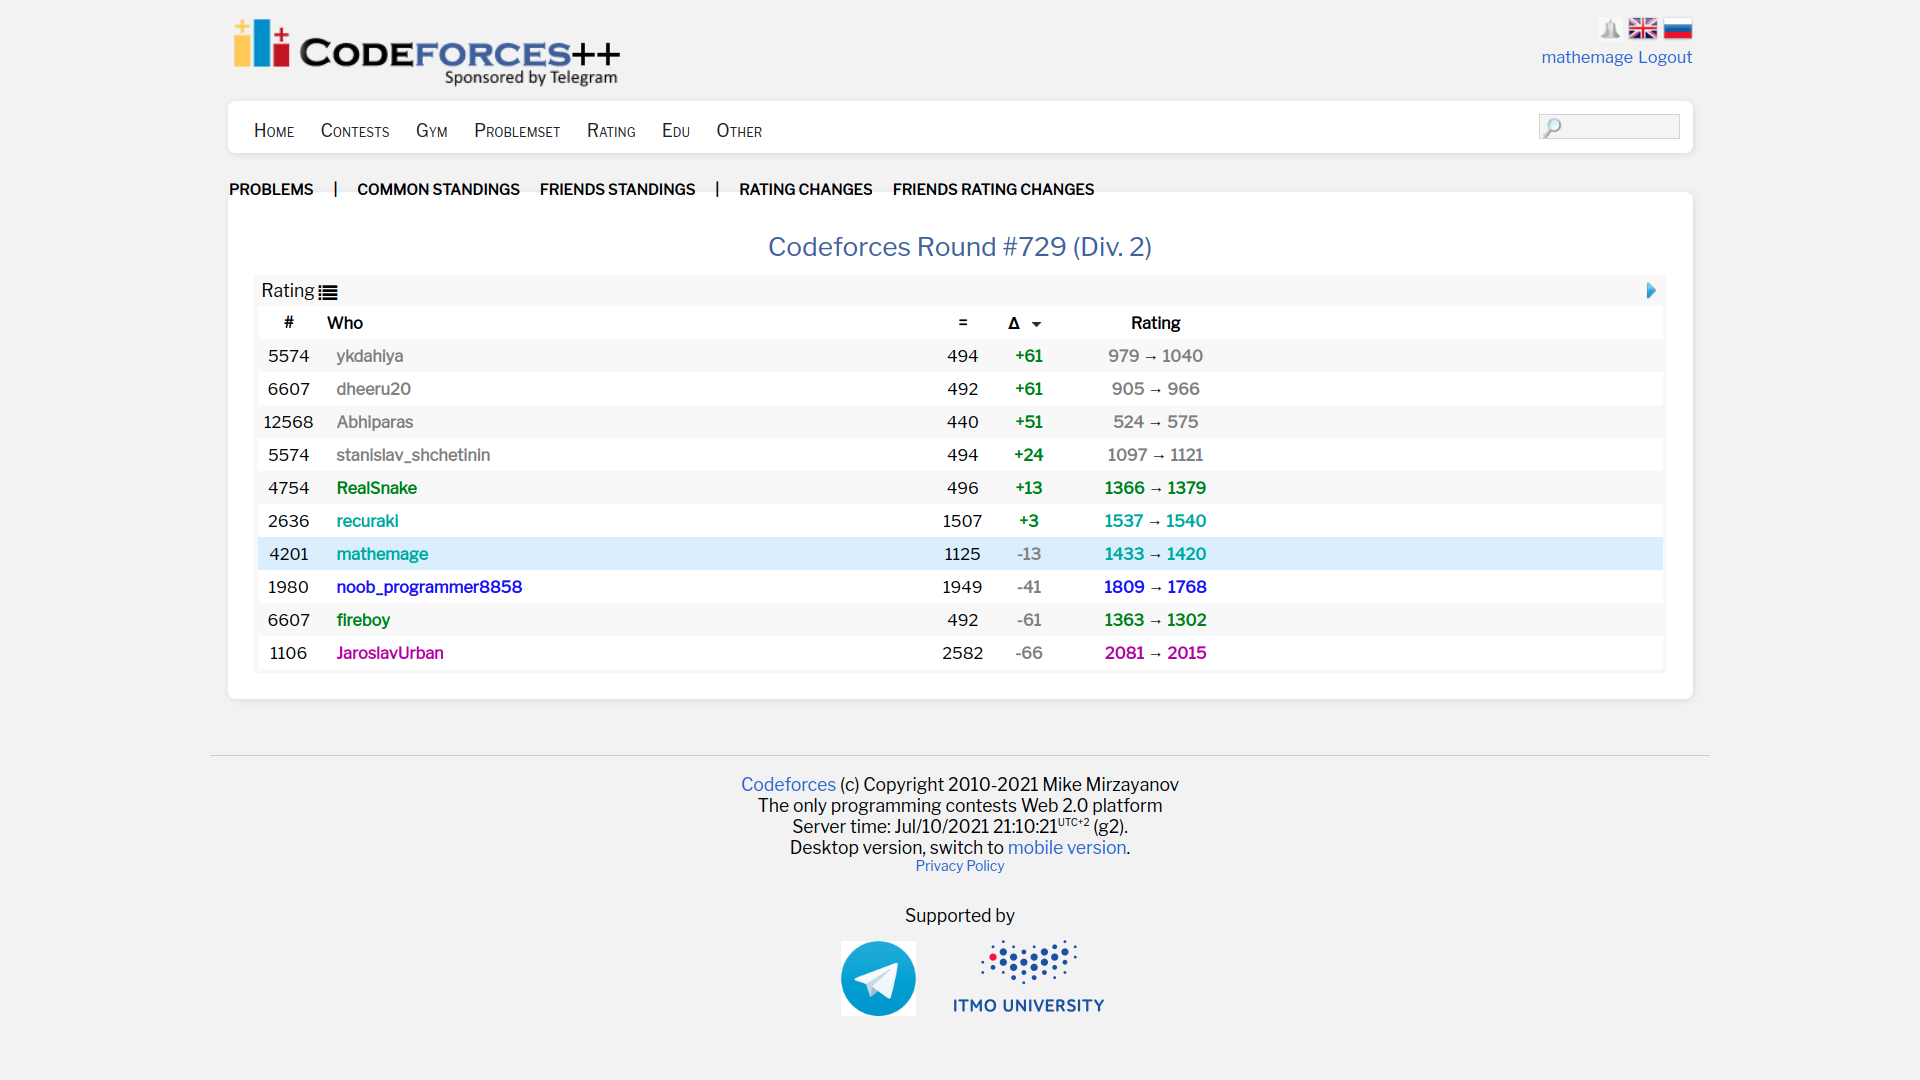 CODEFORCES++
Sponsored by Telegram
mathemage Logout
Home Contests Gym Problemset Rating Edu Other
PROBLEMS | COMMON STANDINGS FRIENDS STANDINGS | RATING CHANGES FRIENDS RATING CHANGES
Codeforces Round #729 (Div. 2)
Rating
# Who = Δ Rating
5574 ykdahiya 494 +61 979 → 1040
6607 dheeru20 492 +61 905 → 966
12568 Abhiparas 440 +51 524 → 575
5574 stanislav_shchetinin 494 +24 1097 → 1121
4754 RealSnake 496 +13 1366 → 1379
2636 recuraki 1507 +3 1537 → 1540
4201 mathemage 1125 -13 1433 → 1420
1980 noob_programmer8858 1949 -41 1809 → 1768
6607 fireboy 492 -61 1363 → 1302
1106 JaroslavUrban 2582 -66 2081 → 2015
Codeforces (c) Copyright 2010-2021 Mike Mirzayanov
The only programming contests Web 2.0 platform
Server time: Jul/10/2021 21:10:21 UTC+2 (g2).
Desktop version, switch to mobile version.
Privacy Policy
Supported by
ITMO UNIVERSITY